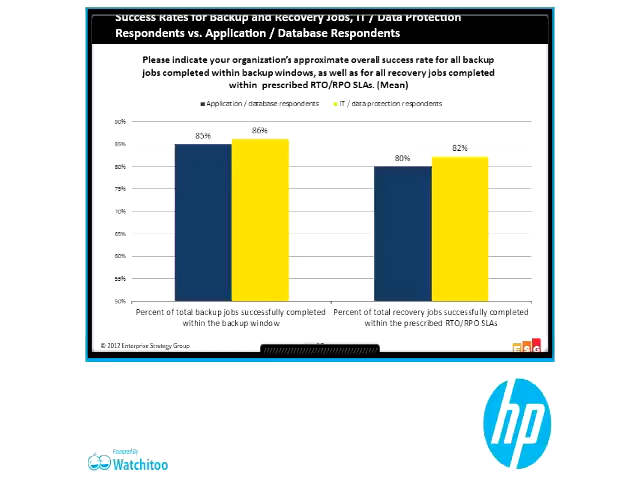 Success Rates for Backup and Recovery Jobs, IT / Data Protection
Respondents vs. Application / Database Respondents
Please indicate your organization's approximate overall success rate for all backup
jobs completed within backup windows, as well as for all recovery jobs completed
within prescribed RTO/RPO SLAs. (Mean)
Application / database respondents IT / data protection respondents
90%
85%
80%
75%
70%
65%
60%
55%
50%
85%
86%
80%
82%
Percent of total backup jobs successfully completed
within the backup window
Percent of total recovery jobs successfully completed
within the prescribed RTO/RPO SLAs
© 2012 Enterprise Strategy Group
ESG
hp
Powered By
Watchitoo